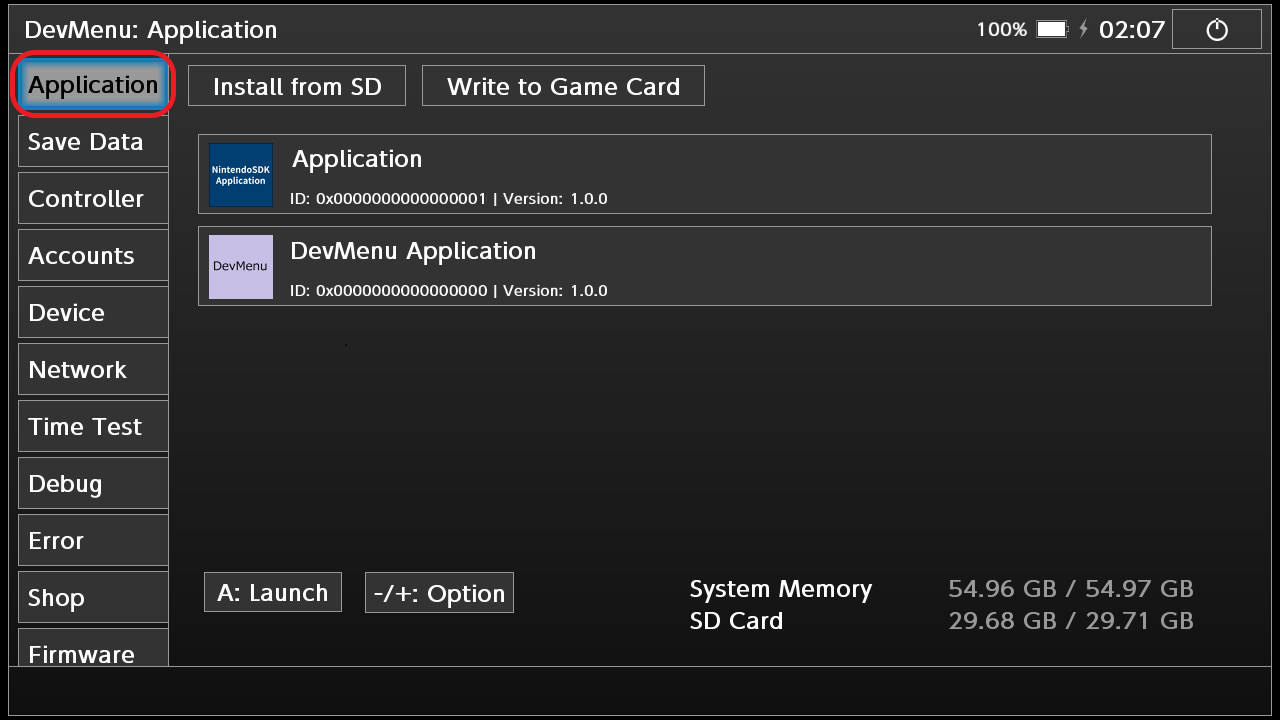 DevMenu: Application
100%
02:07
Application
Save Data
Controller
Accounts
Device
Network
Time Test
Debug
Error
Shop
Firmware
Install from SD
Write to Game Card
NintendoSDK
Application
Application
ID: 0x0000000000000001 | Version: 1.0.0
DevMenu
DevMenu Application
ID: 0x0000000000000000 | Version: 1.0.0
A: Launch
-/+: Option
System Memory 54.96 GB / 54.97 GB
SD Card 29.68 GB / 29.71 GB